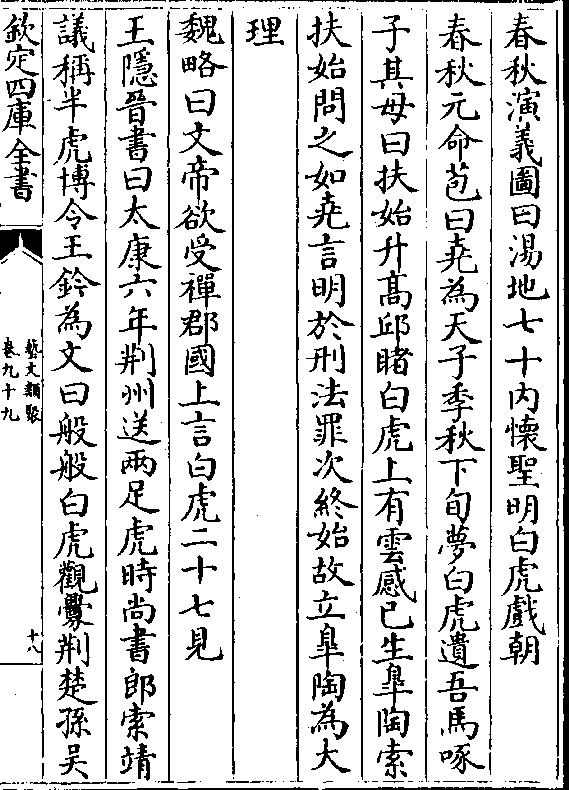 春秋演義圖曰湯地七十内懷聖明白虎戲朝
春秋元命苞曰堯為天子季秋下旬夢白虎遺吾馬啄
子其母曰扶始升髙邱睹白虎上有雲感已生臯陶索
扶始問之如堯言明於刑法罪次終始故立臯陶為大
理
魏略曰文帝欲受禪郡國上言白虎二十七見
王隱晉書曰太康六年荆州送兩足虎時尚書郎索靖
議稱半虎博令王銓為文曰般般白虎觀釁荆楚孫吳
欽定四庫全書
藝文類聚
卷九十九
十八